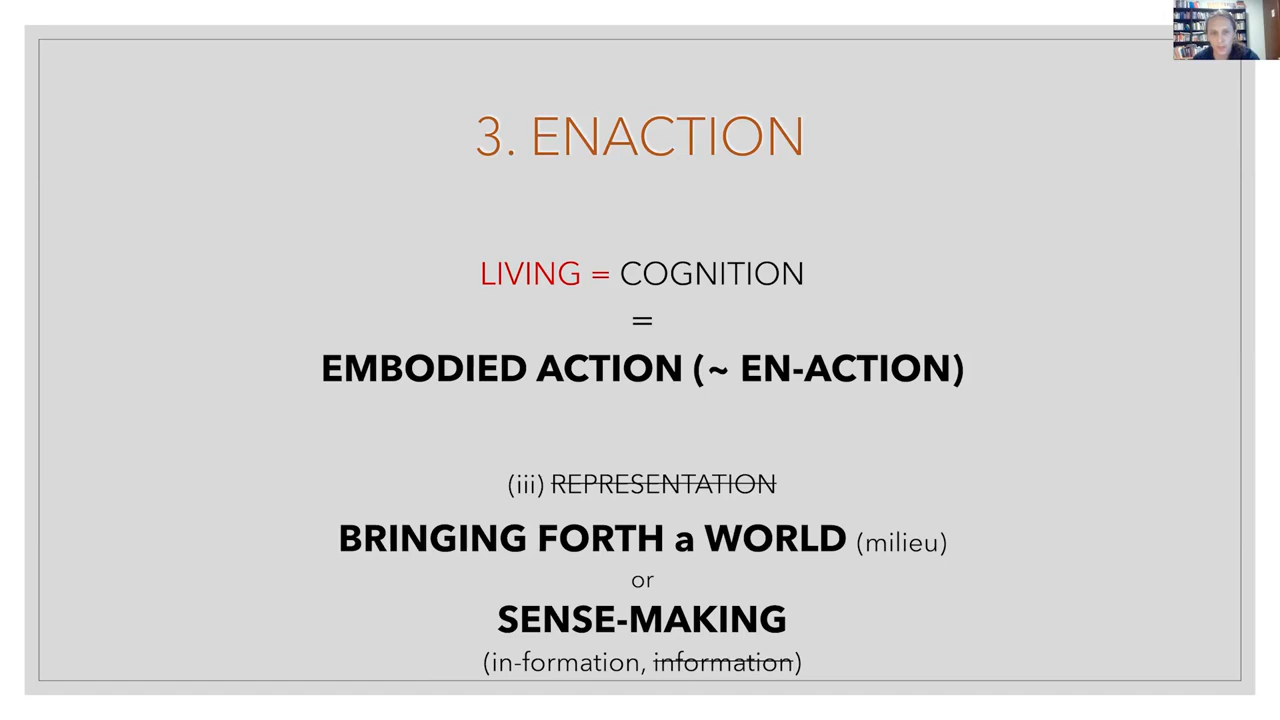 3. ENACTION
LIVING = COGNITION
=
EMBODIED ACTION (~ EN-ACTION)
(iii) REPRESENTATION
BRINGING FORTH a WORLD (milieu)
or
SENSE-MAKING
(in-formation, information)